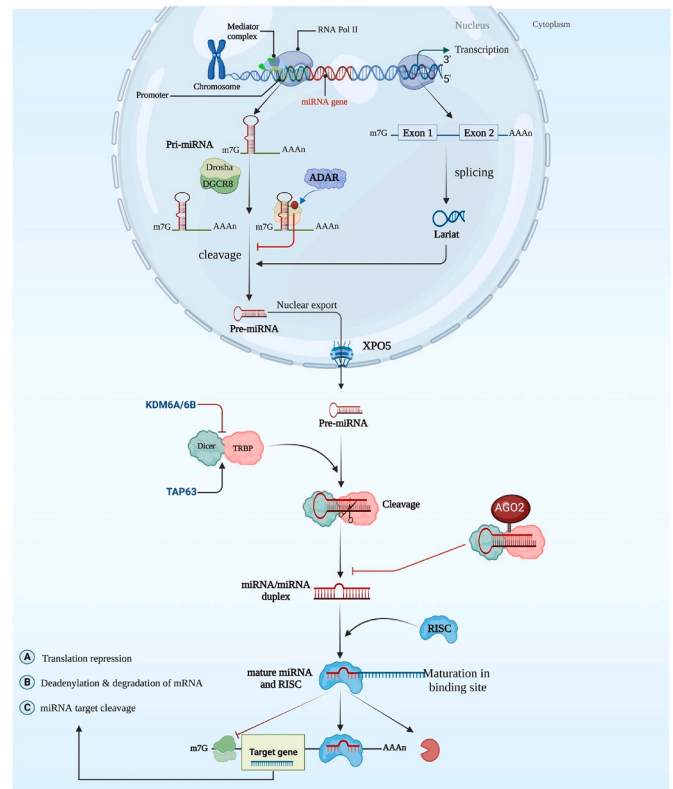 Nucleus
Cytoplasm
Mediator
complex
RNA Pol II
Transcription
3'
5'
Chromosome
Promoter
miRNA gene
Pri-miRNA
m7G
AAAn
m7G
Exon 1
Exon 2
AAAn
Drosha
DGCR8
ADAR
splicing
m7G
AAAn
m7G
AAAn
Lariat
cleavage
Nuclear export
Pre-miRNA
XPO5
KDM6A/6B
Pre-miRNA
Dicer
TRBP
TAP63
Cleavage
AGO2
miRNA/miRNA
duplex
RISC
A Translation repression
B Deadenylation & degradation of mRNA
C miRNA target cleavage
mature miRNA
and RISC
Maturation in
binding site
m7G
Target gene
AAAn